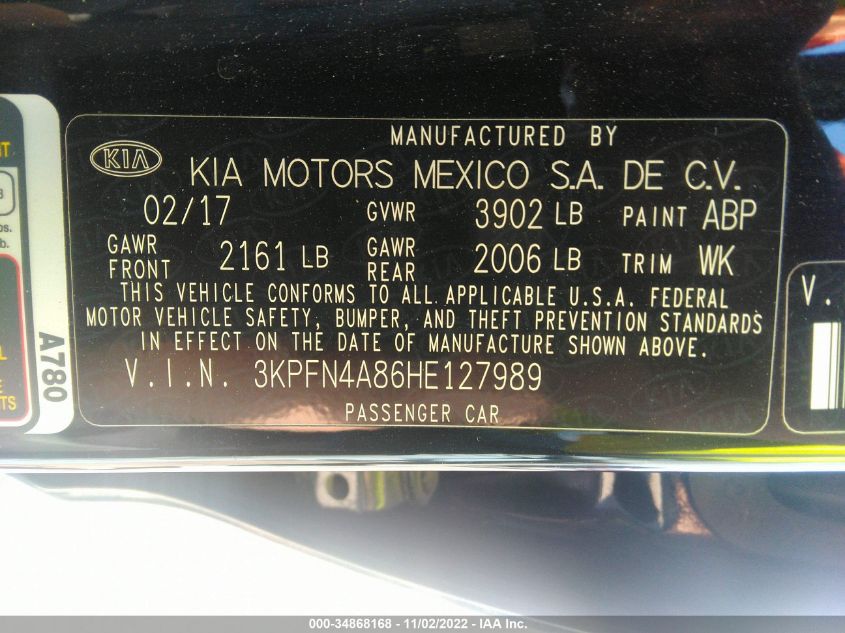 MANUFACTURED BY
KIA KIA MOTORS MEXICO S.A. DE C.V.
02/17 GVWR 3902 LB PAINT ABP
GAWR FRONT 2161 LB GAWR REAR 2006 LB TRIM WK
THIS VEHICLE CONFORMS TO ALL APPLICABLE U.S.A. FEDERAL
MOTOR VEHICLE SAFETY, BUMPER, AND THEFT PREVENTION STANDARDS
IN EFFECT ON THE DATE OF MANUFACTURE SHOWN ABOVE.
V.I.N. 3KPFN4A86HE127989
PASSENGER CAR
A780
V.
000-34868168 - 11/02/2022 - IAA Inc.